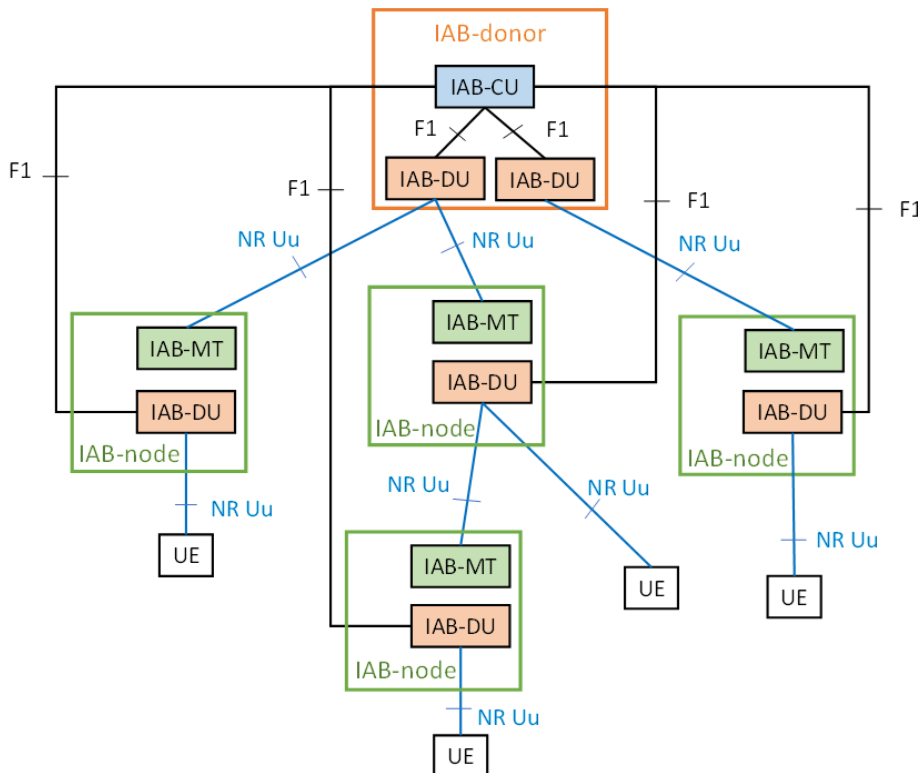 IAB-donor
IAB-CU
F1
F1
IAB-DU
IAB-DU
F1
F1
F1
F1
NR Uu
NR Uu
NR Uu
IAB-MT
IAB-DU
IAB-node
IAB-MT
IAB-DU
IAB-node
IAB-MT
IAB-DU
IAB-node
NR Uu
UE
NR Uu
NR Uu
UE
NR Uu
UE
IAB-MT
IAB-DU
IAB-node
NR Uu
UE